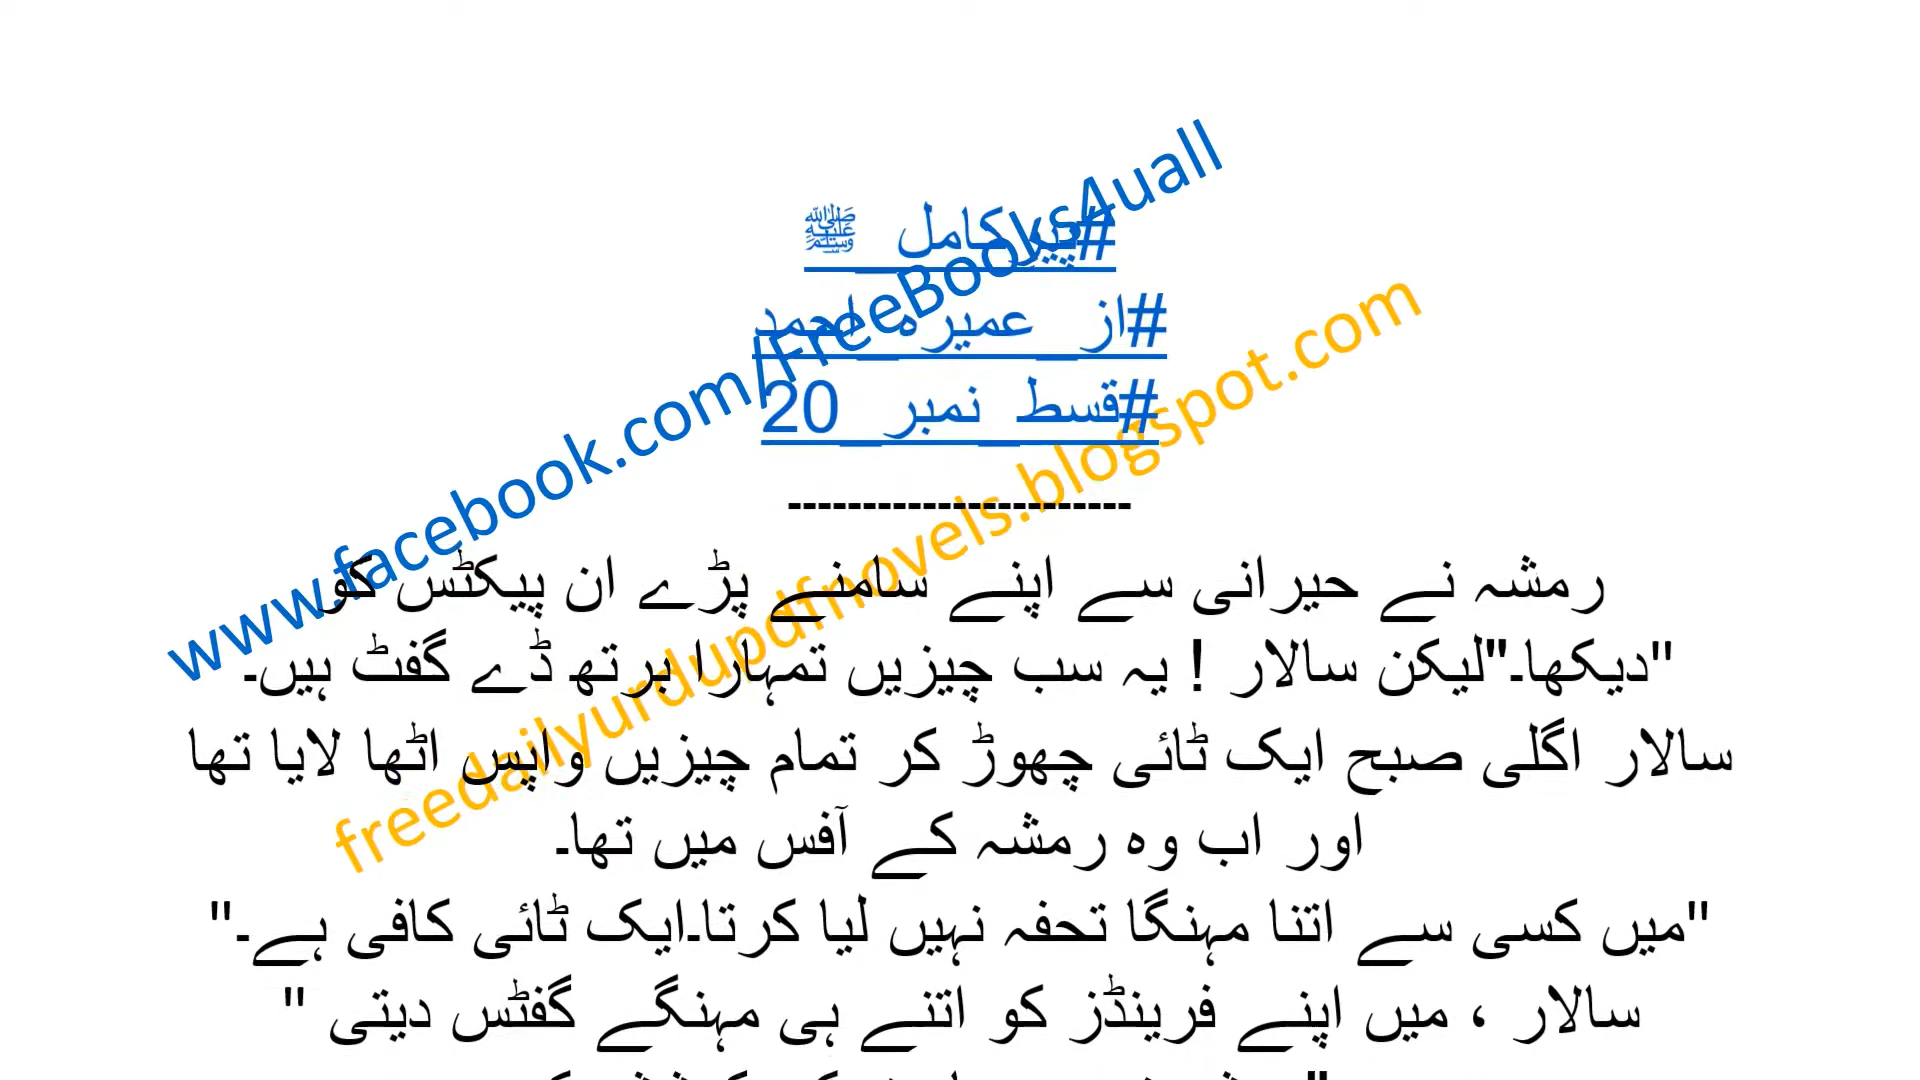 #پیرکامل_ﷺ
#از_عمیرہ_احمد
#قسط_نمبر_20
-----------------------
رمشہ نے حیرانی سے اپنے سامنے پڑے ان پیکٹس کو
"دیکھا۔"لیکن سالار ! یہ سب چیزیں تمہارا برتھ ڈے گفٹ ہیں۔
سالار اگلی صبح ایک ٹائی چھوڑ کر تمام چیزیں واپس اٹھا لایا تھا
اور اب وہ رمشہ کے آفس میں تھا۔
"میں کسی سے اتنا مہنگا تحفہ نہیں لیا کرتا۔ایک ٹائی کافی ہے۔"
سالار ، میں اپنے فرینڈز کو اتنے ہی مہنگے گفٹس دیتی "
www.facebook.com/FreeBooks4uall
freedailyurdupdfnovels.blogspot.com